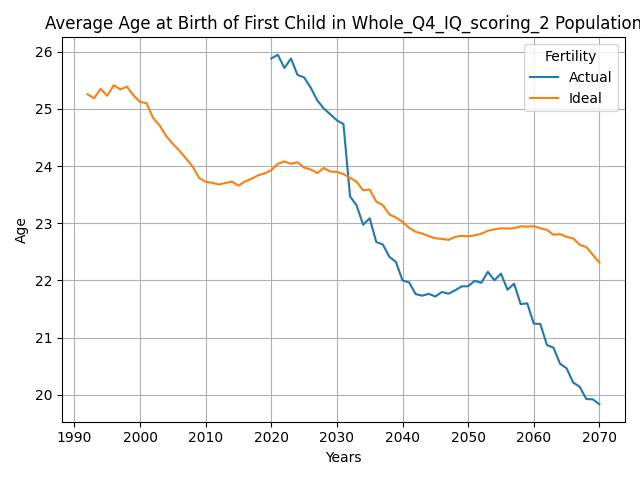 Average Age at Birth of First Child in Whole_Q4_IQ_scoring_2 Population
Fertility
Actual
Ideal
Age
26
25
24
23
22
21
20
1990
2000
2010
2020
2030
2040
2050
2060
2070
Years